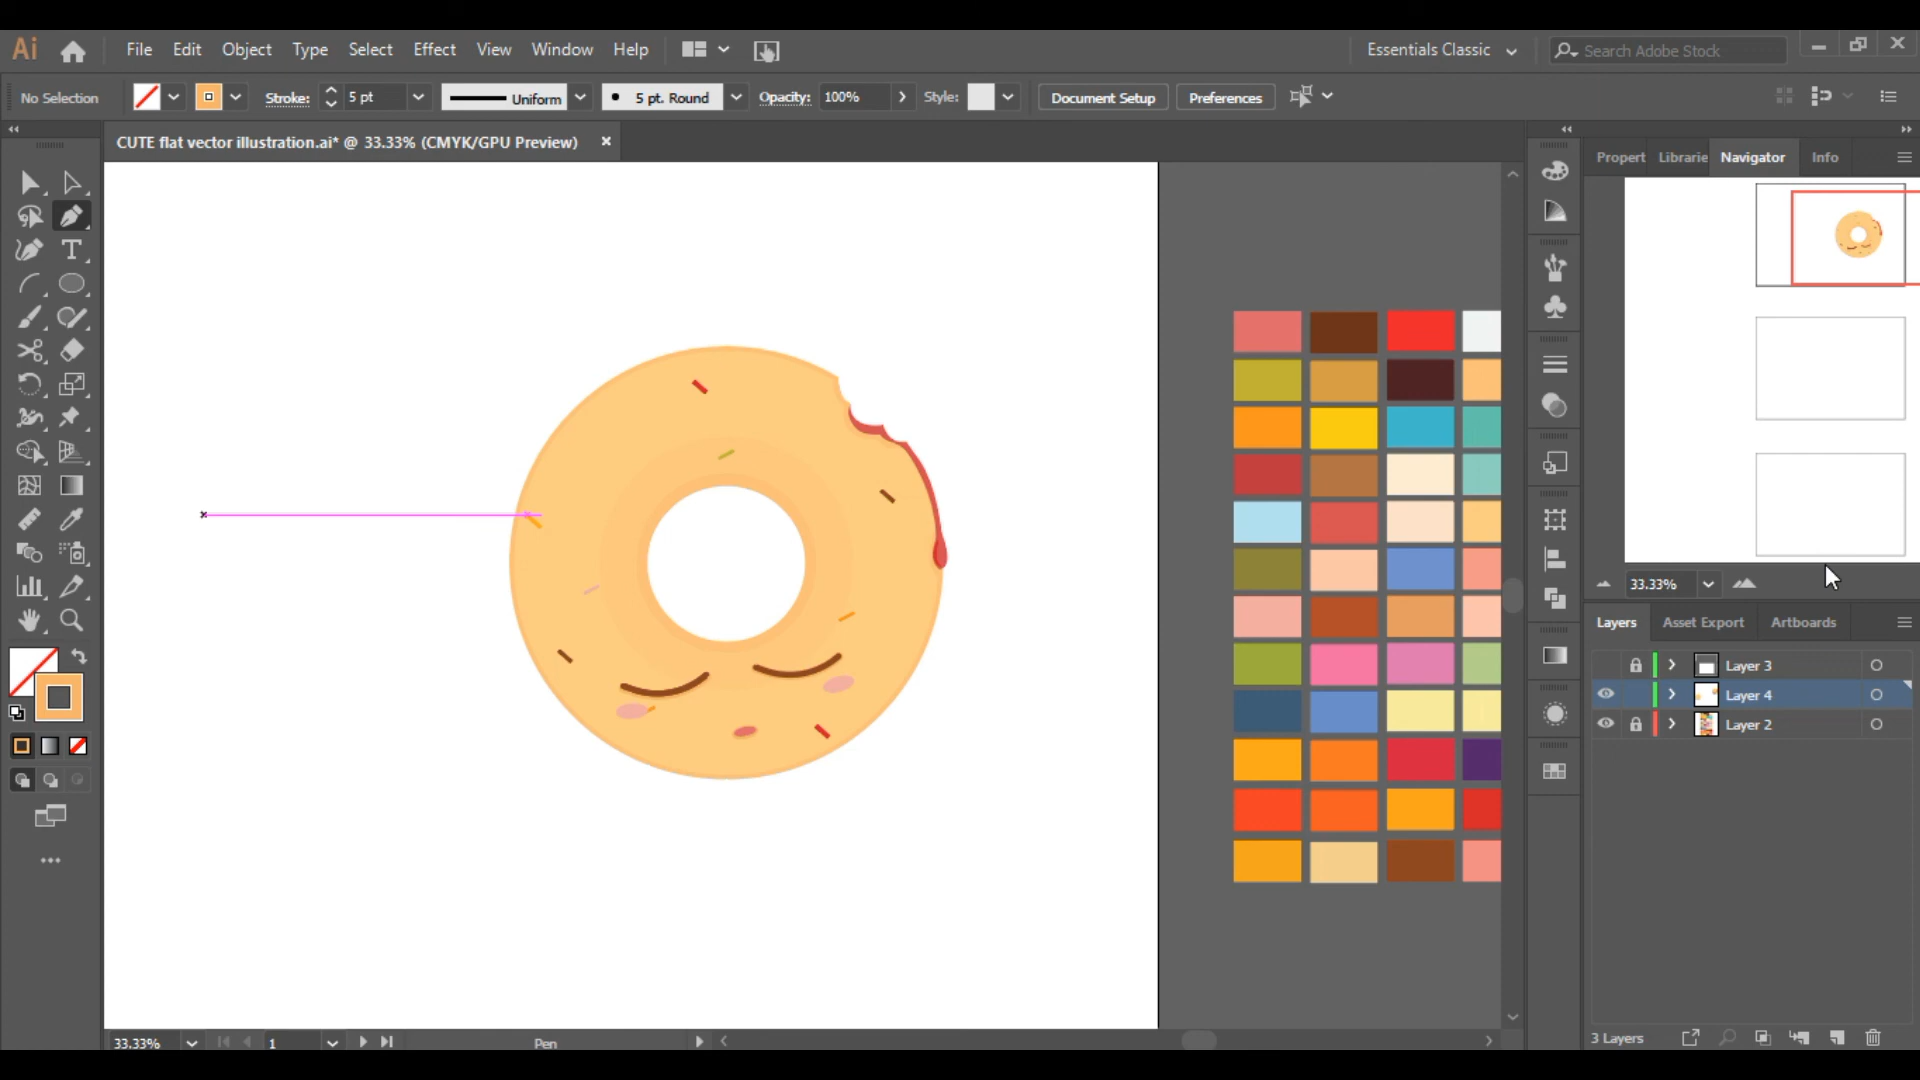 Ai File Edit Object Type Select Effect View Window Help Essentials Classic Search Adobe Stock
No Selection Stroke: 5 pt Uniform 5 pt. Round Opacity: 100% Style: Document Setup Preferences
CUTE flat vector illustration.ai* @ 33.33% (CMYK/GPU Preview)
Propert Librarie Navigator Info
33.33%
Layers Asset Export Artboards
Layer 3
Layer 4
Layer 2
3 Layers
33.33% 1 Pen